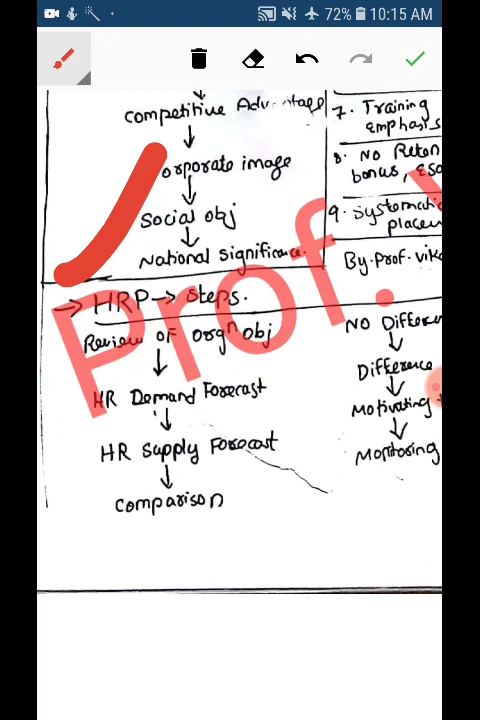 72% 10:15 AM
Competitive Advantage
orporate image
Social obj
National Significance.
7. Training
emphasis
8. No Reten
bonus, ESO
9. Systematic
placem
By. Prof. vik
→ HRP → Steps.
Review of Orgⁿ obj
HR Demand Forecast
HR Supply Forecast
Comparison
No Differen
Difference
Motivating
Monitoring
Prof. V